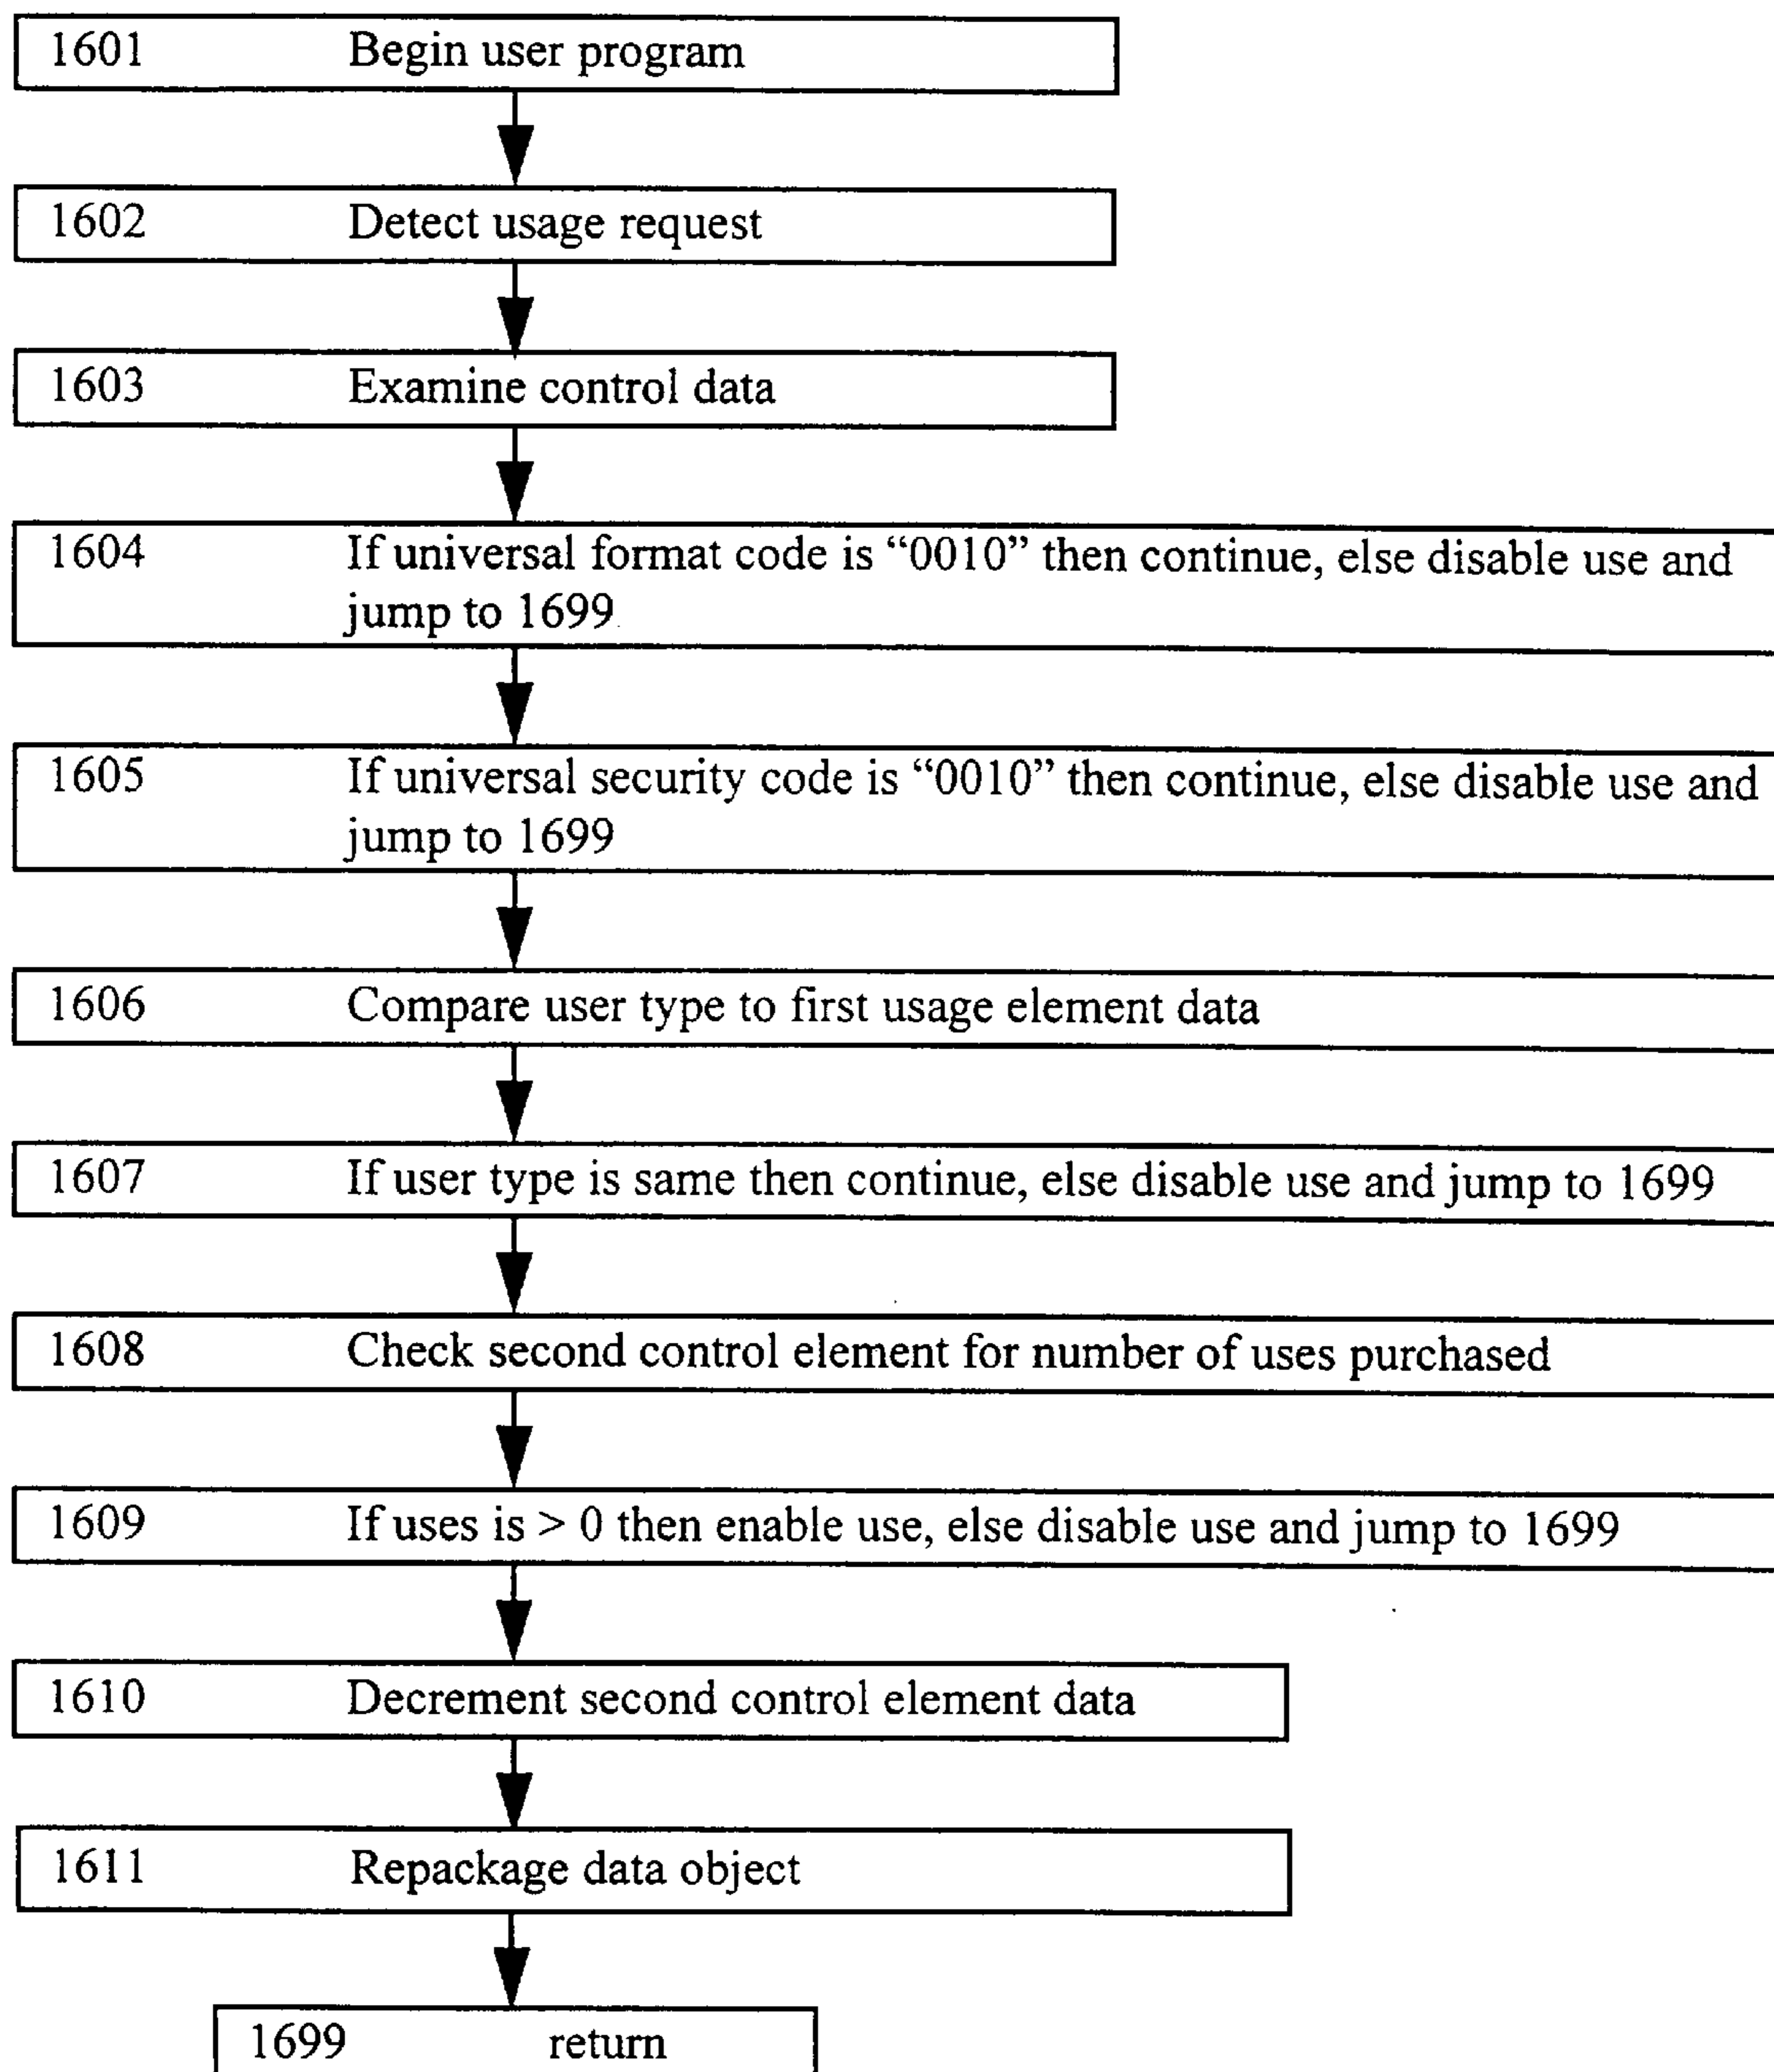 1601 Begin user program
1602 Detect usage request
1603 Examine control data
1604 If universal format code is “0010” then continue, else disable use and
jump to 1699
1605 If universal security code is “0010” then continue, else disable use and
jump to 1699
1606 Compare user type to first usage element data
1607 If user type is same then continue, else disable use and jump to 1699
1608 Check second control element for number of uses purchased
1609 If uses is > 0 then enable use, else disable use and jump to 1699
1610 Decrement second control element data
1611 Repackage data object
1699 return